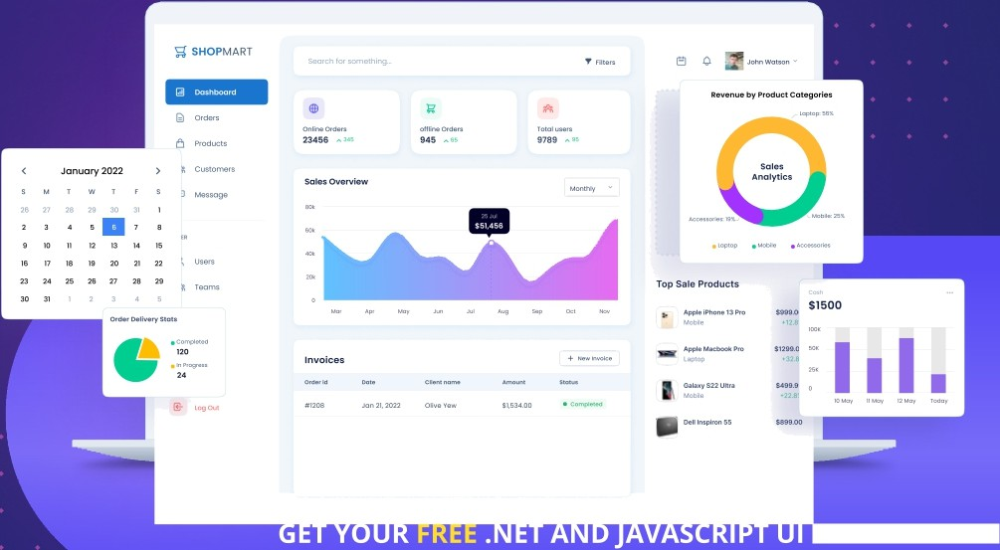 SHOPMART
Search for something...
Filters
John Watson
Dashboard
Orders
Products
Customers
Message
Users
Teams
Log Out
January 2022
S M T W T F S
26 27 28 29 30 31 1
2 3 4 5 6 7 8
9 10 11 12 13 14 15
16 17 18 19 20 21 22
23 24 25 26 27 28 29
30 31 1 2 3 4 5
Order Delivery Stats
Completed
120
In Progress
24
Online Orders
23456 345
offline Orders
945 65
Total users
9789 95
Sales Overview
Monthly
80k
60k
40k
20k
0
25 Jul
$51,456
Mar Apr May Jun Jul Aug Sep Oct Nov
Invoices
+ New Invoice
Order id Date Client name Amount Status
#1208 Jan 21, 2022 Olive Yew $1,534.00 Completed
Revenue by Product Categories
Laptop: 56%
Sales
Analytics
Accessories: 19%
Mobile: 25%
Laptop Mobile Accessories
Top Sale Products
Apple iPhone 13 Pro $999.0
Mobile +12.8
Apple Macbook Pro $1299.0
Laptop +32.8
Galaxy S22 Ultra $499.9
Mobile +22.8
Dell Inspiron 55 $899.00
Cash
$1500
100K
50K
25K
0
10 May 11 May 12 May Today
GET YOUR FREE .NET AND JAVASCRIPT UI